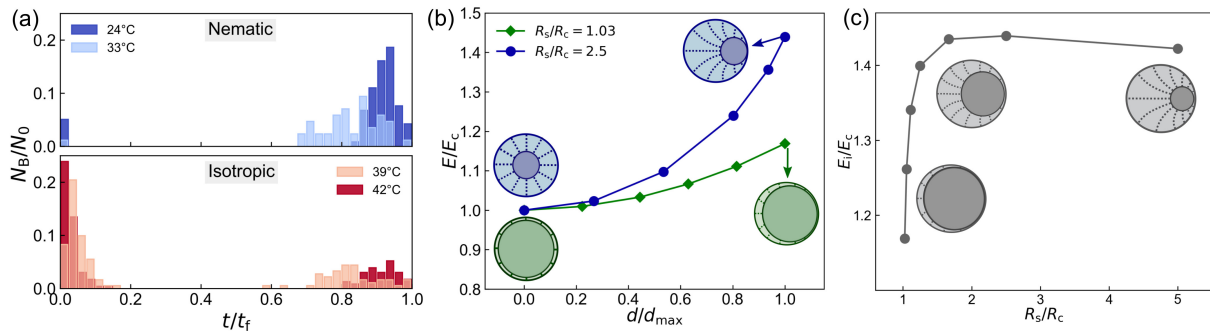 (a)
0.2
24°C
33°C
Nematic
0.1
0.0
N_B/N_0
0.2
Isotropic
39°C
42°C
0.1
0.0
0.0 0.2 0.4 0.6 0.8 1.0
t/t_f
(b)
1.5
1.4
1.3
1.2
1.1
1.0
0.9
0.8
E/E_c
R_s/R_c = 1.03
R_s/R_c = 2.5
0.0 0.2 0.4 0.6 0.8 1.0
d/d_max
(c)
1.4
1.3
1.2
E_i/E_c
1 2 3 4 5
R_s/R_c